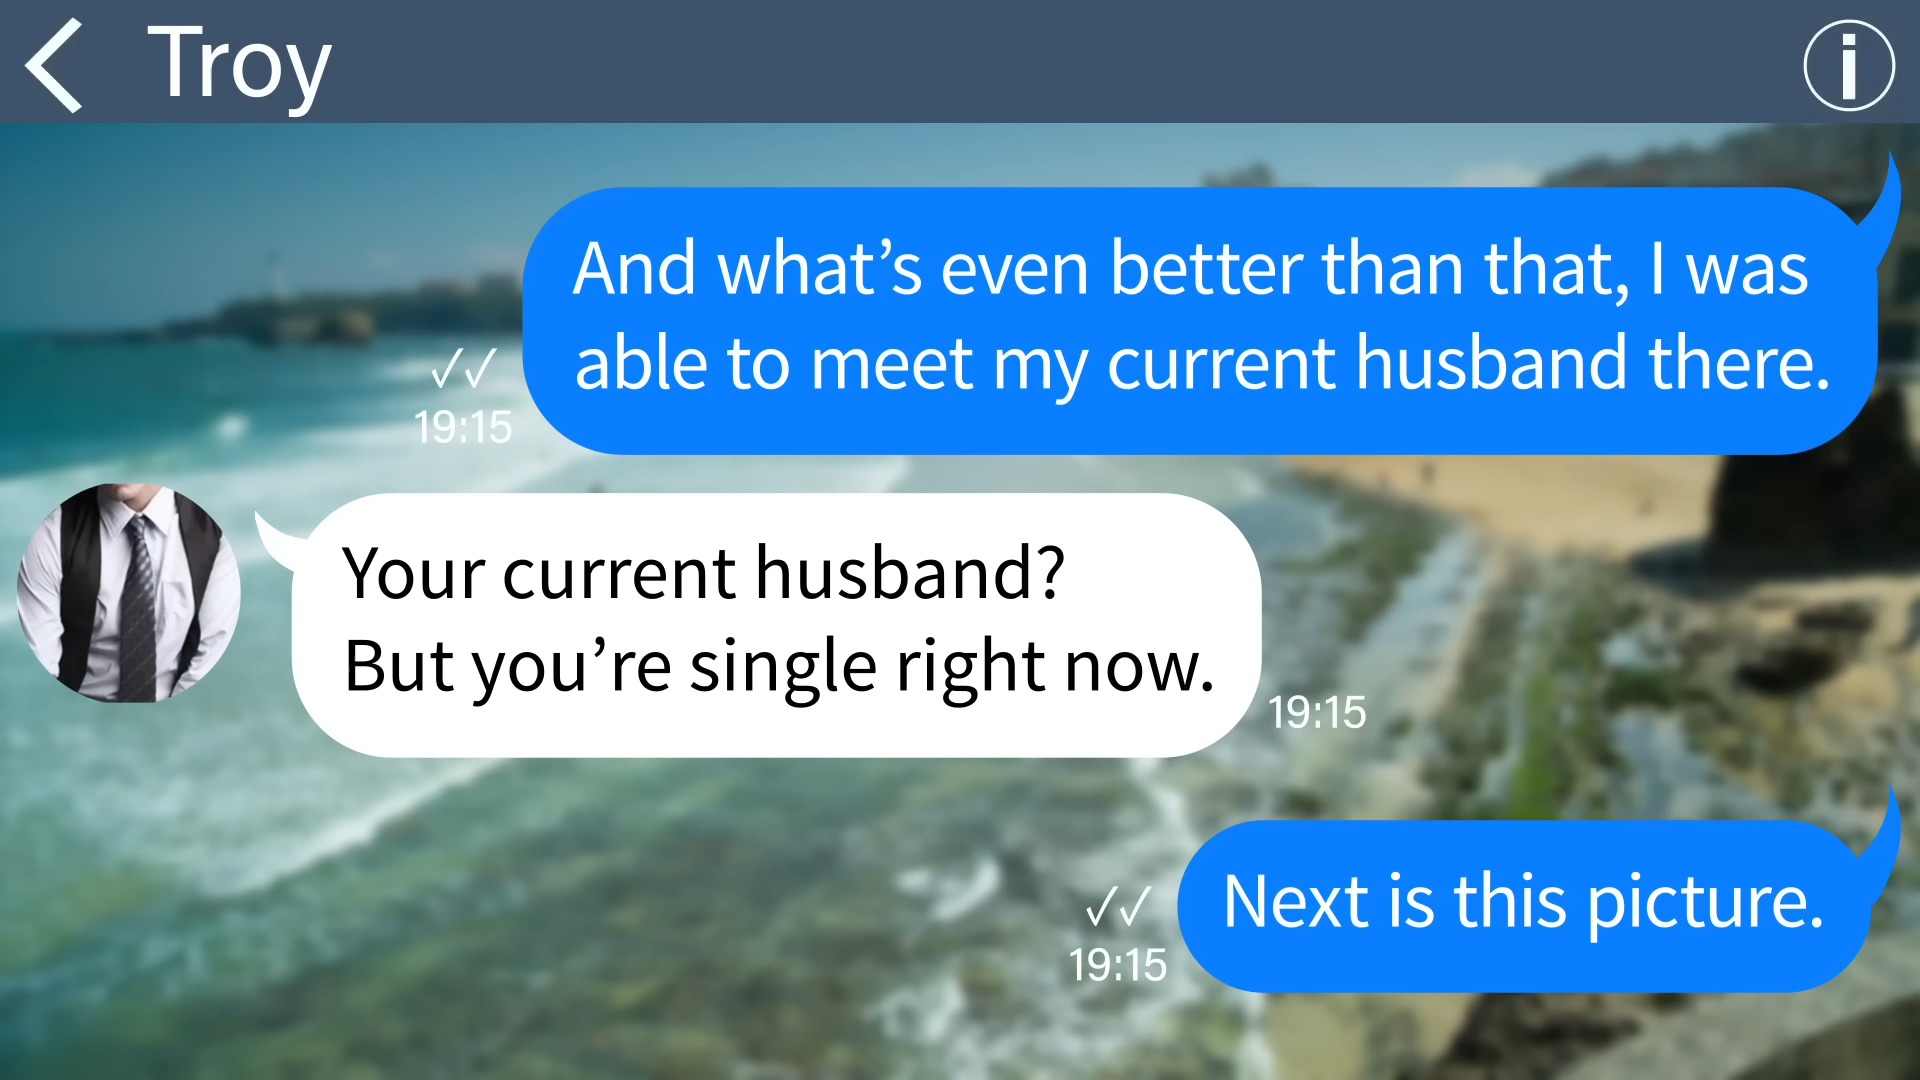 Troy
And what’s even better than that, I was
able to meet my current husband there.
✓✓
19:15
Your current husband?
But you’re single right now.
19:15
Next is this picture.
✓✓
19:15